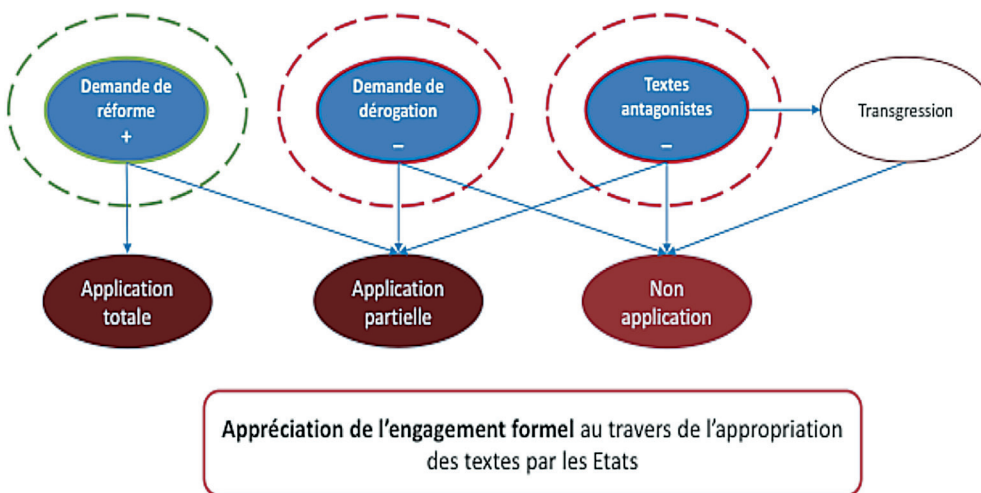 Demande de
réforme
+
Demande de
dérogation
–
Textes
antagonistes
–
Transgression
Application
totale
Application
partielle
Non
application
Appréciation de l'engagement formel au travers de l'appropriation
des textes par les Etats